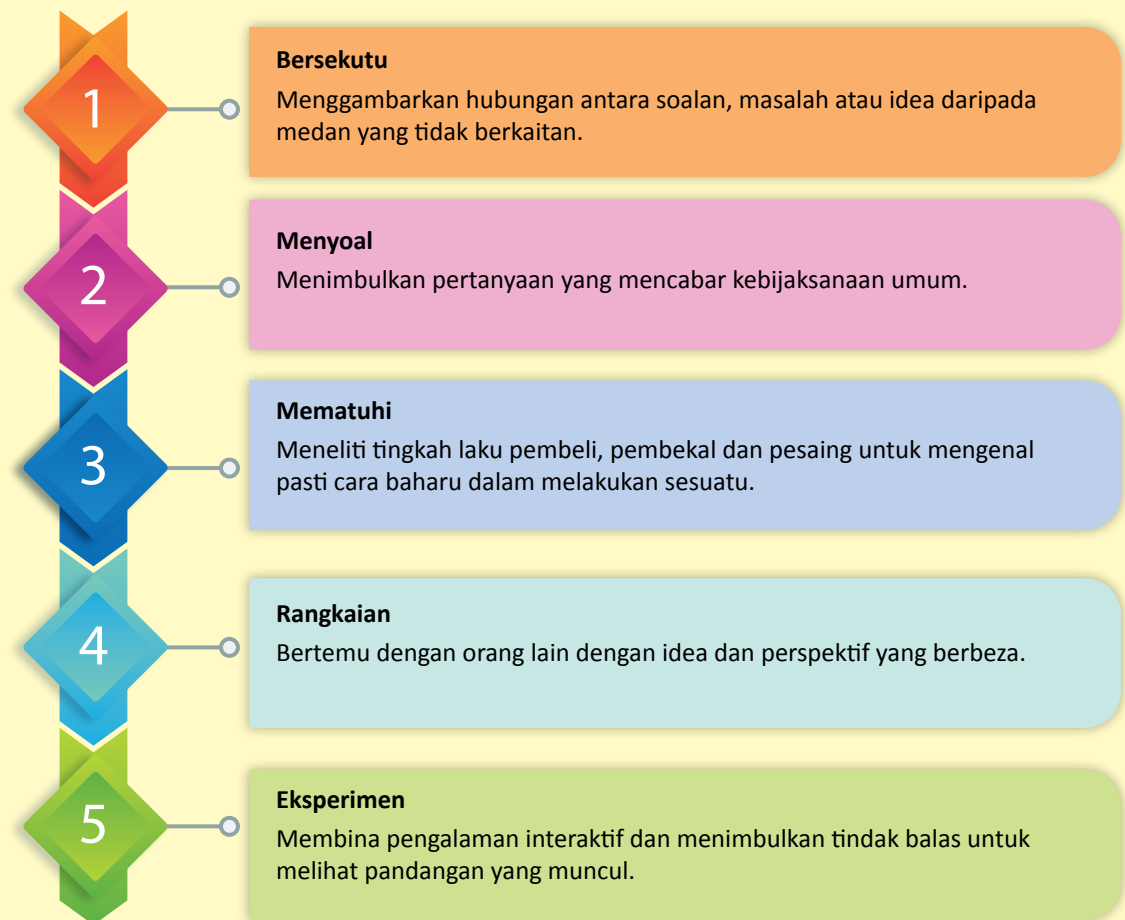 1
Bersekutu
Menggambarkan hubungan antara soalan, masalah atau idea daripada
medan yang tidak berkaitan.
2
Menyoal
Menimbulkan pertanyaan yang mencabar kebijaksanaan umum.
3
Mematuhi
Meneliti tingkah laku pembeli, pembekal dan pesaing untuk mengenal
pasti cara baharu dalam melakukan sesuatu.
4
Rangkaian
Bertemu dengan orang lain dengan idea dan perspektif yang berbeza.
5
Eksperimen
Membina pengalaman interaktif dan menimbulkan tindak balas untuk
melihat pandangan yang muncul.